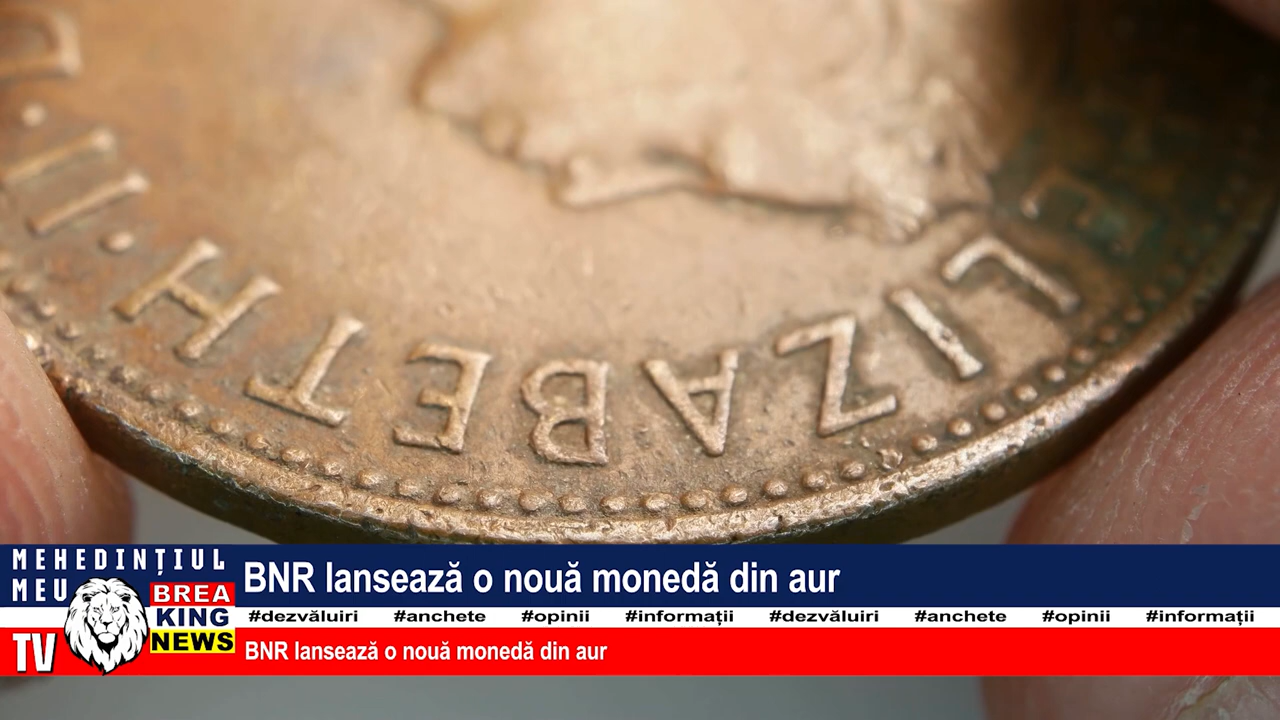 ELIZABETH·II·D
MEHEDINȚIUL
MEU
TV
BREA
KING
NEWS
BNR lansează o nouă monedă din aur
#dezvăluiri #anchete #opinii #informații #dezvăluiri #anchete #opinii #informații
BNR lansează o nouă monedă din aur